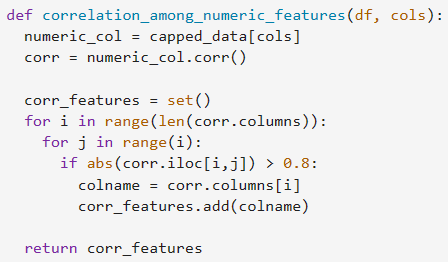 def correlation_among_numeric_features(df, cols):
  numeric_col = capped_data[cols]
  corr = numeric_col.corr()

  corr_features = set()
  for i in range(len(corr.columns)):
    for j in range(i):
      if abs(corr.iloc[i,j]) > 0.8:
        colname = corr.columns[i]
        corr_features.add(colname)

  return corr_features